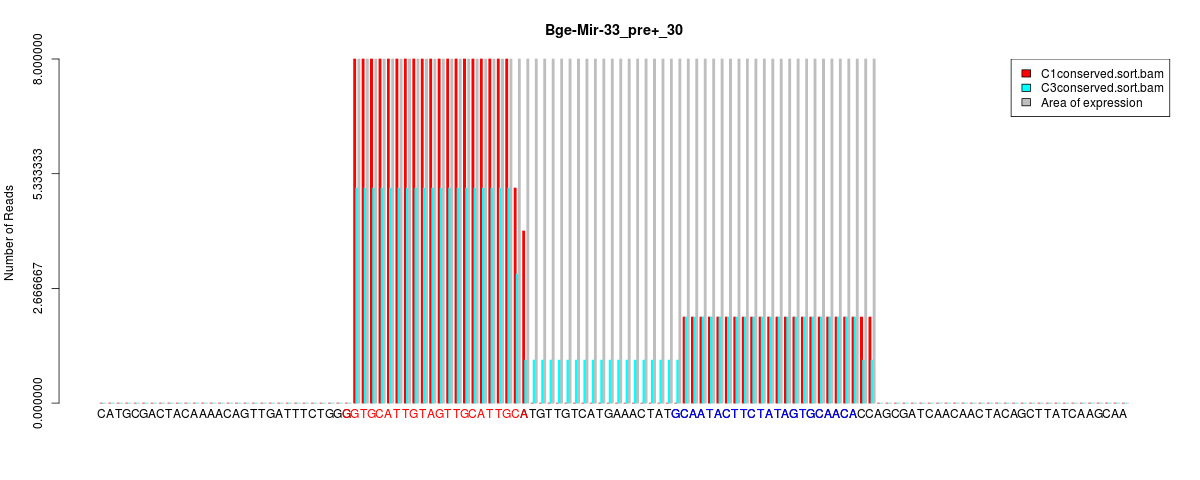 Bge-Mir-33_pre+_30
C1conserved.sort.bam
C3conserved.sort.bam
Area of expression
8.000000
5.333333
2.666667
0.000000
Number of Reads
CATGCGACTACAAAACAGTTGATTTCTGGGGTGCATTGTAGTTGCATTGCATGTTGTCATGAAACTATGCAATACTTCTATAGTGCAACACCAGCGATCAACAACTACAGCTTATCAAGCAA